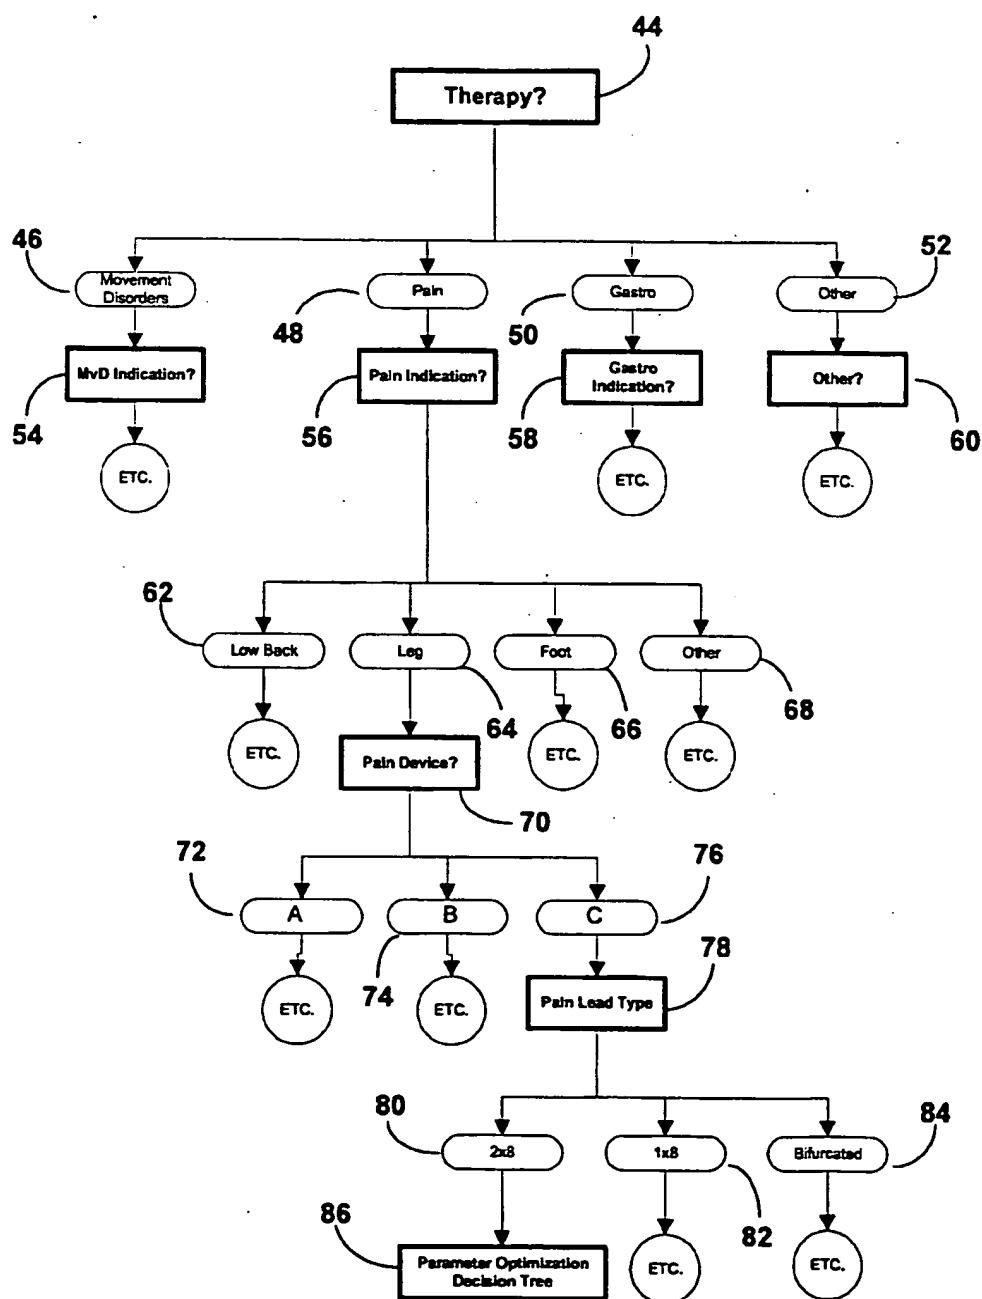 44
Therapy?
46
52
Movement
Disorders
Pain
Gastro
Other
48
50
MvD Indication?
Pain Indication?
Gastro
Indication?
Other?
54
56
58
60
ETC.
ETC.
ETC.
62
Low Back
Leg
Foot
Other
64
66
68
ETC.
Pain Device?
ETC.
ETC.
70
72
76
A
B
C
74
78
ETC.
ETC.
Pain Lead Type
80
84
2x8
1x8
Bifurcated
82
86
Parameter Optimization
Decision Tree
ETC.
ETC.